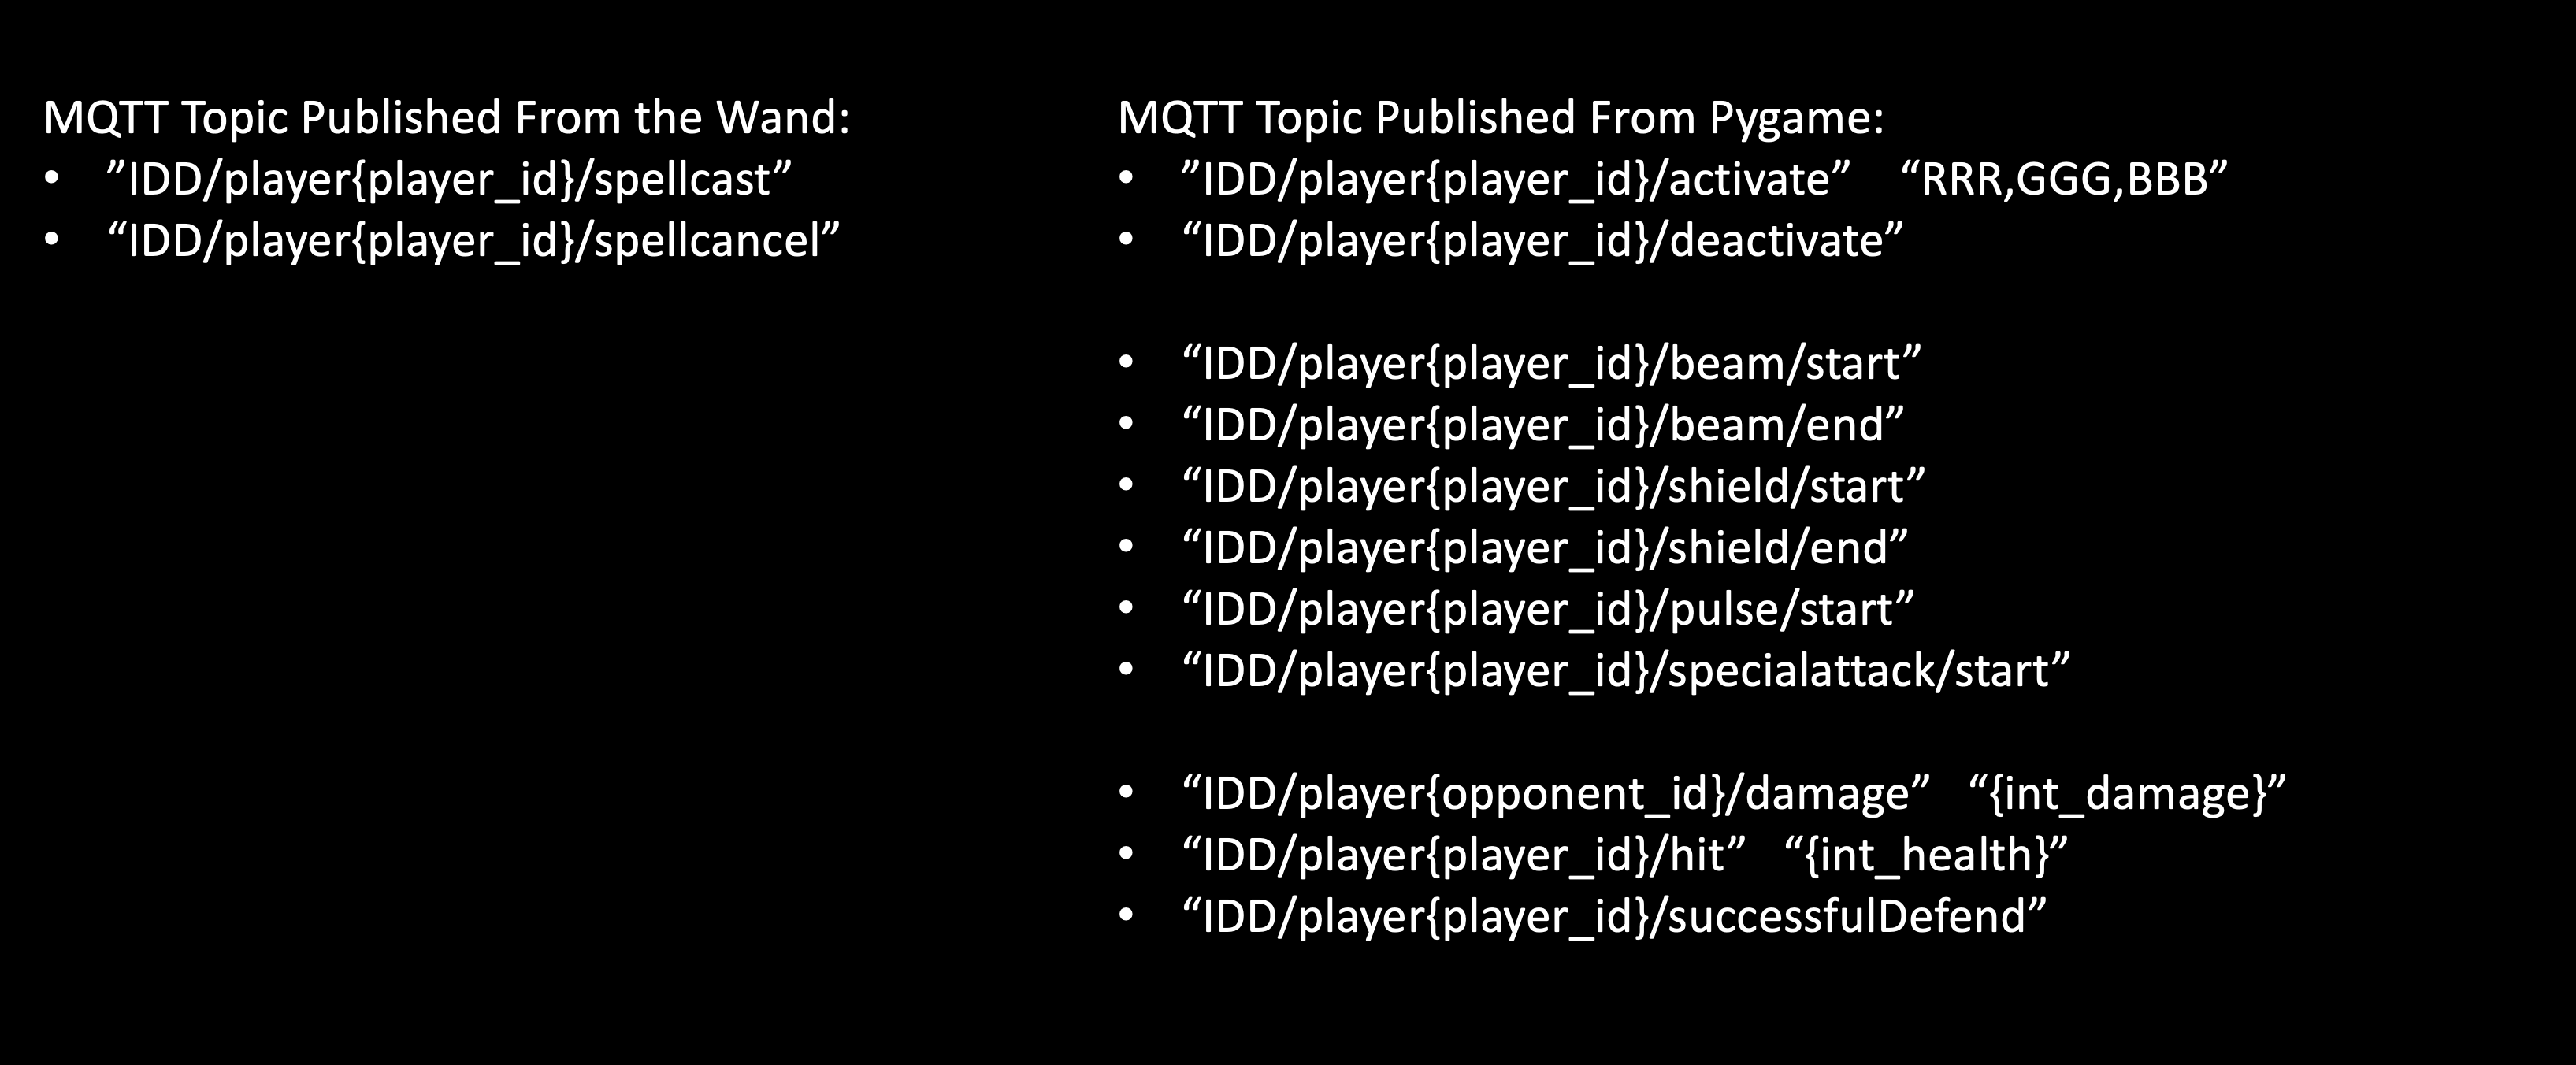 MQTT Topic Published From the Wand:
• ”IDD/player{player_id}/spellcast”
• “IDD/player{player_id}/spellcancel”
MQTT Topic Published From Pygame:
• ”IDD/player{player_id}/activate” “RRR,GGG,BBB”
• “IDD/player{player_id}/deactivate”
• “IDD/player{player_id}/beam/start”
• “IDD/player{player_id}/beam/end”
• “IDD/player{player_id}/shield/start”
• “IDD/player{player_id}/shield/end”
• “IDD/player{player_id}/pulse/start”
• “IDD/player{player_id}/specialattack/start”
• “IDD/player{opponent_id}/damage” “{int_damage}”
• “IDD/player{player_id}/hit” “{int_health}”
• “IDD/player{player_id}/successfulDefend”